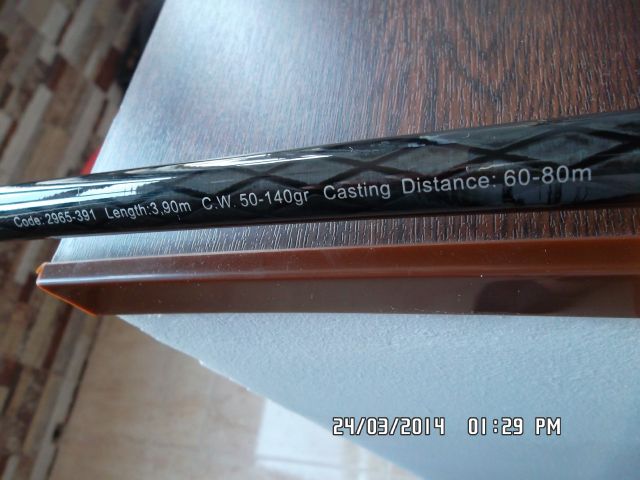 Code: 2965-391 Length:3,90m C.W. 50-140gr Casting Distance: 60-80m
24/03/2014 01:29 PM